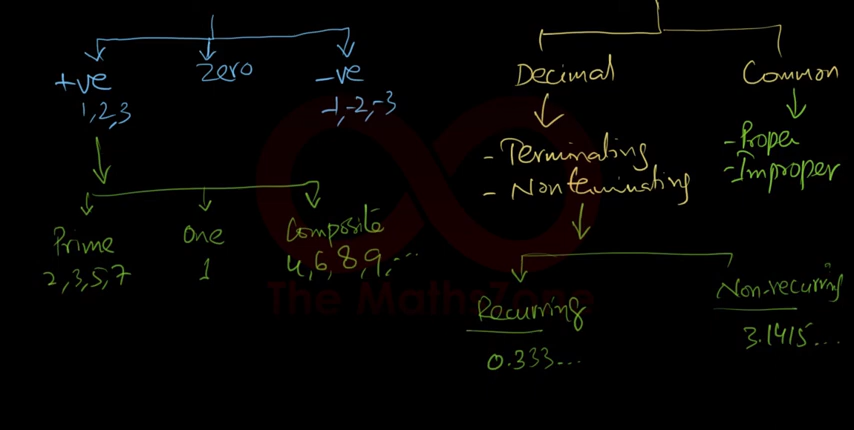 +ve
1,2,3
Zero
-ve
-1,-2,-3
Prime
2,3,5,7
One
1
Composite
4,6,8,9,...
Decimal
- Terminating
- Non terminating
Common
- Proper
- Improper
Recurring
0.333...
Non-recurring
3.1415...
The MathsZone